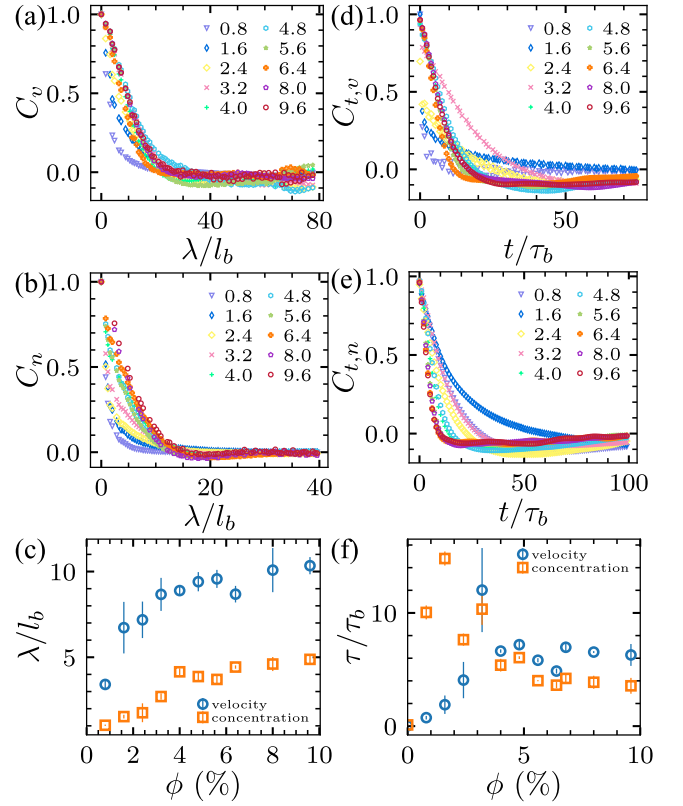 (a)
1.0
0.5
0.0
C_v
0.8 4.8
1.6 5.6
2.4 6.4
3.2 8.0
4.0 9.6
0 40 80
λ/l_b
(d)
1.0
0.5
0.0
C_{t,v}
0.8 4.8
1.6 5.6
2.4 6.4
3.2 8.0
4.0 9.6
0 50
t/τ_b
(b)
1.0
0.5
0.0
C_n
0.8 4.8
1.6 5.6
2.4 6.4
3.2 8.0
4.0 9.6
0 20 40
λ/l_b
(e)
1.0
0.5
0.0
C_{t,n}
0.8 4.8
1.6 5.6
2.4 6.4
3.2 8.0
4.0 9.6
0 50 100
t/τ_b
(c)
10
5
λ/l_b
velocity
concentration
0 2 4 6 8 10
ϕ (%)
(f)
10
0
τ/τ_b
velocity
concentration
0 5 10
ϕ (%)